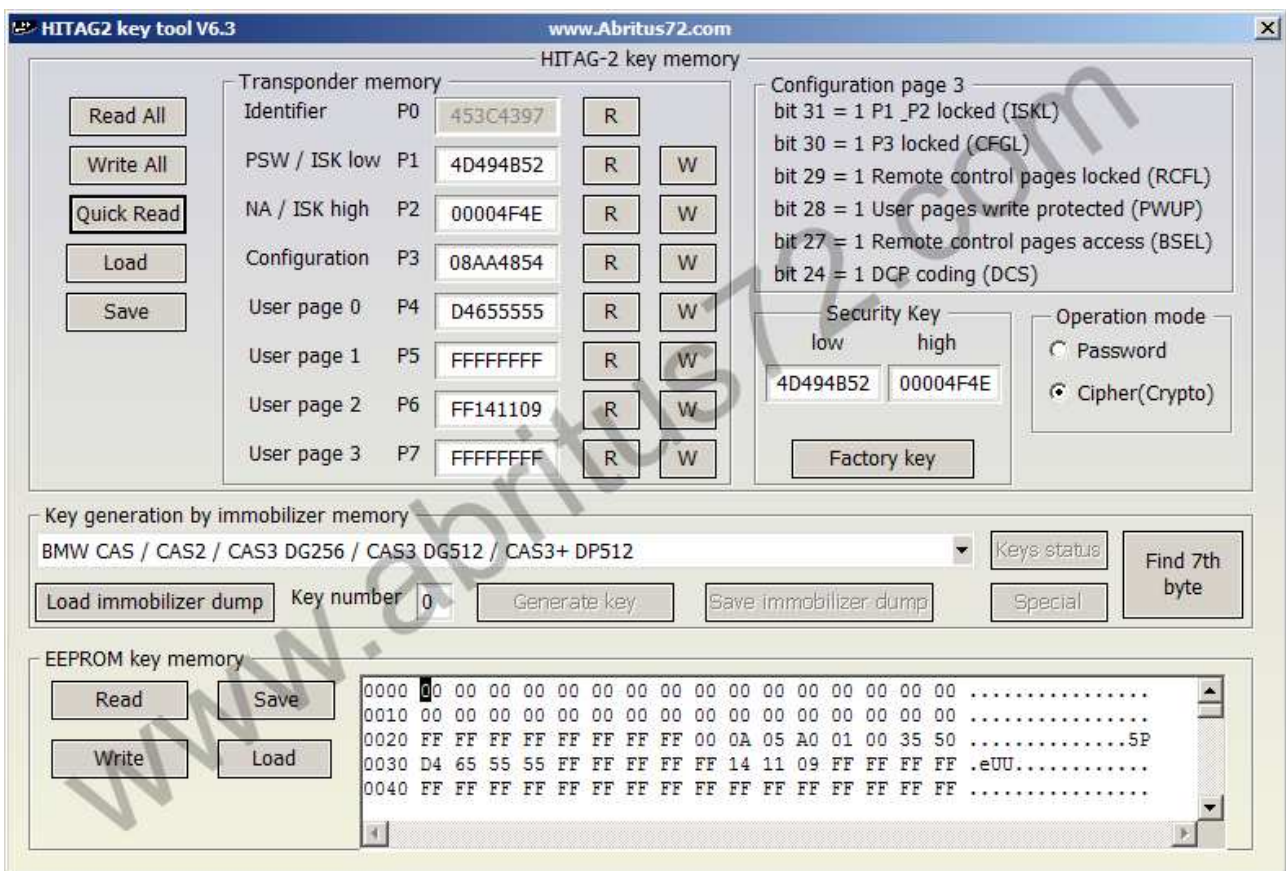 HITAG2 key tool V6.3 www.Abritus72.com
HITAG-2 key memory
Read All
Write All
Quick Read
Load
Save
Transponder memory
Identifier P0 453C4397 R
PSW / ISK low P1 4D494B52 R W
NA / ISK high P2 00004F4E R W
Configuration P3 08AA4854 R W
User page 0 P4 D4655555 R W
User page 1 P5 FFFFFFFF R W
User page 2 P6 FF141109 R W
User page 3 P7 FFFFFFFF R W
Configuration page 3
bit 31 = 1 P1 _P2 locked (ISKL)
bit 30 = 1 P3 locked (CFGL)
bit 29 = 1 Remote control pages locked (RCFL)
bit 28 = 1 User pages write protected (PWUP)
bit 27 = 1 Remote control pages access (BSEL)
bit 24 = 1 DCP coding (DCS)
Security Key
low high
4D494B52 00004F4E
Factory key
Operation mode
Password
Cipher(Crypto)
Key generation by immobilizer memory
BMW CAS / CAS2 / CAS3 DG256 / CAS3 DG512 / CAS3+ DP512
Keys status
Find 7th
byte
Load immobilizer dump Key number 0 Generate key Save immobilizer dump Special
EEPROM key memory
Read Save
Write Load
0000 00 00 00 00 00 00 00 00 00 00 00 00 00 00 00 00 ................
0010 00 00 00 00 00 00 00 00 00 00 00 00 00 00 00 00 ................
0020 FF FF FF FF FF FF FF FF 00 0A 05 A0 01 00 35 50 ..............5P
0030 D4 65 55 55 FF FF FF FF FF 14 11 09 FF FF FF FF .eUU............
0040 FF FF FF FF FF FF FF FF FF FF FF FF FF FF FF FF ................
www.abritus72.com